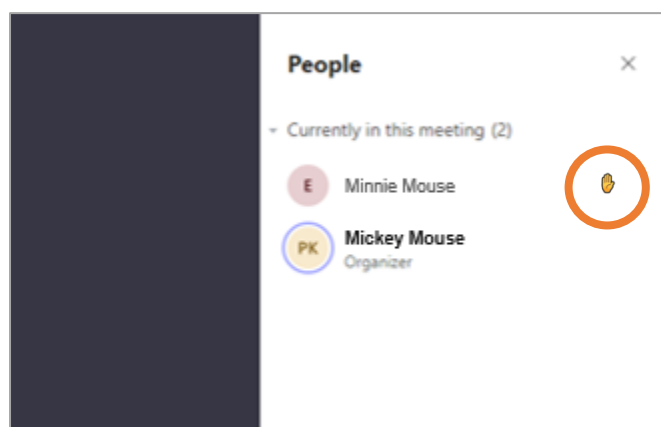 People
Currently in this meeting (2)
E Minnie Mouse
PK Mickey Mouse
Organizer